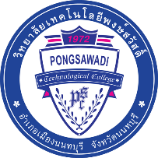 วิทยาลัยเทคโนโลยีพงษ์สวัสดิ์
1972
PONGSAWADI
Technological College
อำเภอเมืองนนทบุรี จังหวัดนนทบุรี